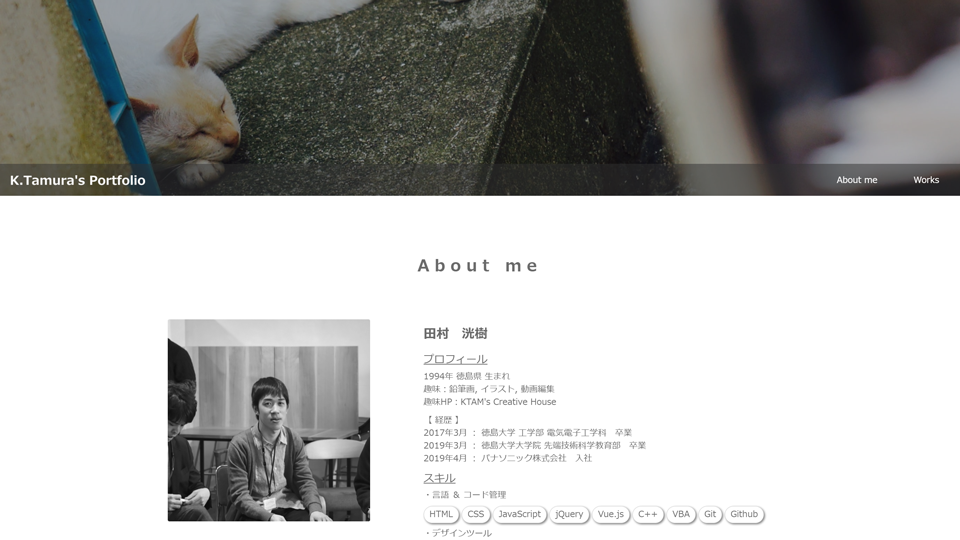 K.Tamura's Portfolio
About me
Works
About me
田村　洸樹
プロフィール
1994年 徳島県 生まれ
趣味：鉛筆画, イラスト, 動画編集
趣味HP：KTAM's Creative House
【 経歴 】
2017年3月 ： 徳島大学 工学部 電気電子工学科　卒業
2019年3月 ： 徳島大学大学院 先端技術科学教育部　卒業
2019年4月 ： パナソニック株式会社　入社
スキル
・言語 ＆ コード管理
HTML CSS JavaScript jQuery Vue.js C++ VBA Git Github
・デザインツール